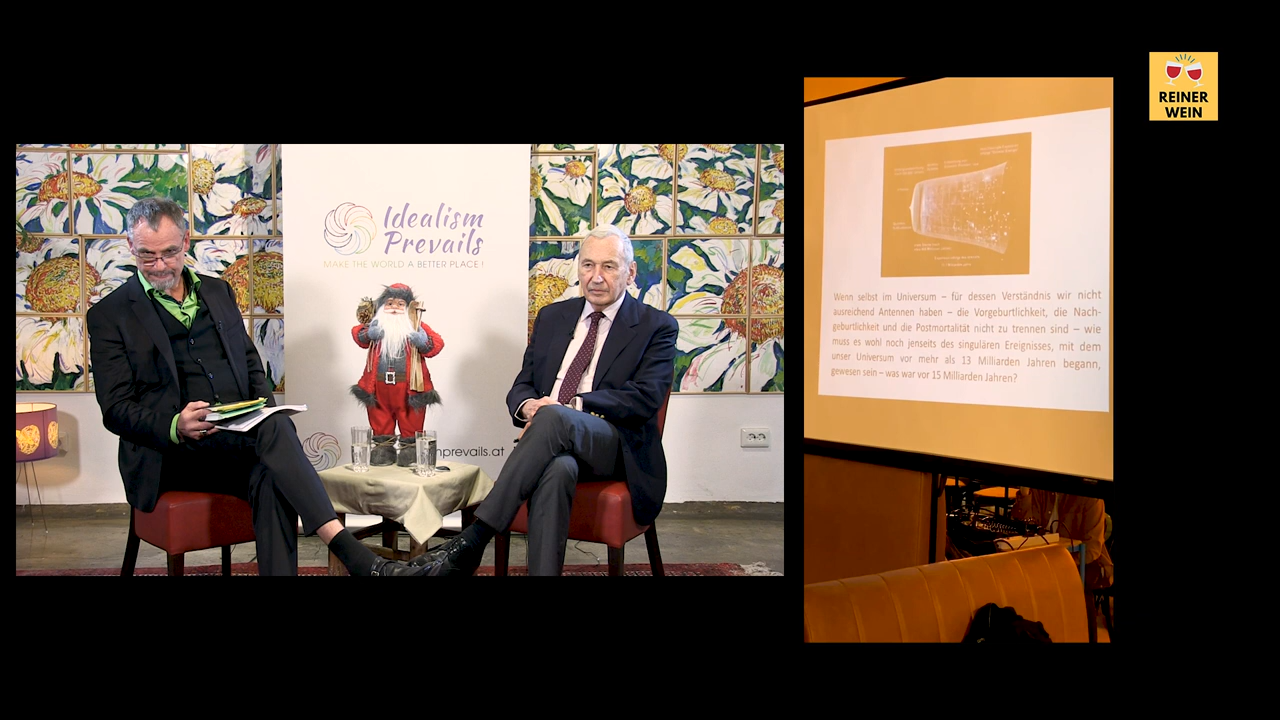 Idealism
Prevails
MAKE THE WORLD A BETTER PLACE !
nprevails.at
Wenn selbst im Universum – für dessen Verständnis wir nicht
ausreichend Antennen haben – die Vorgeburtlichkeit, die Nach-
geburtlichkeit und die Postmortalität nicht zu trennen sind – wie
muss es wohl noch jenseits des singulären Ereignisses, mit dem
unser Universum vor mehr als 13 Milliarden Jahren begann,
gewesen sein – was war vor 15 Milliarden Jahren?
REINER
WEIN